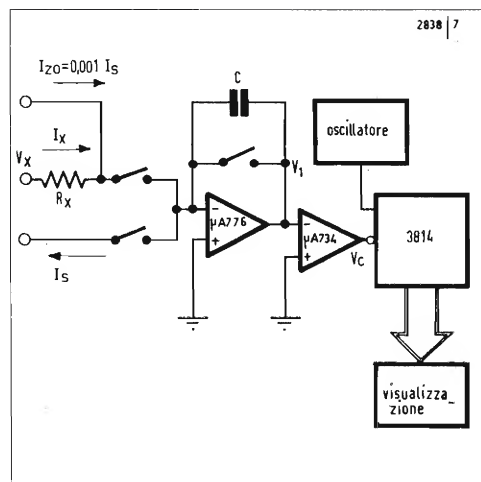 2838 | 7
I_ZO=0,001 I_S
C
oscillatore
I_X
V_X
V_1
R_X
I_S
-
µA776
+
-
µA734
+
V_C
3814
visualizza_
zione